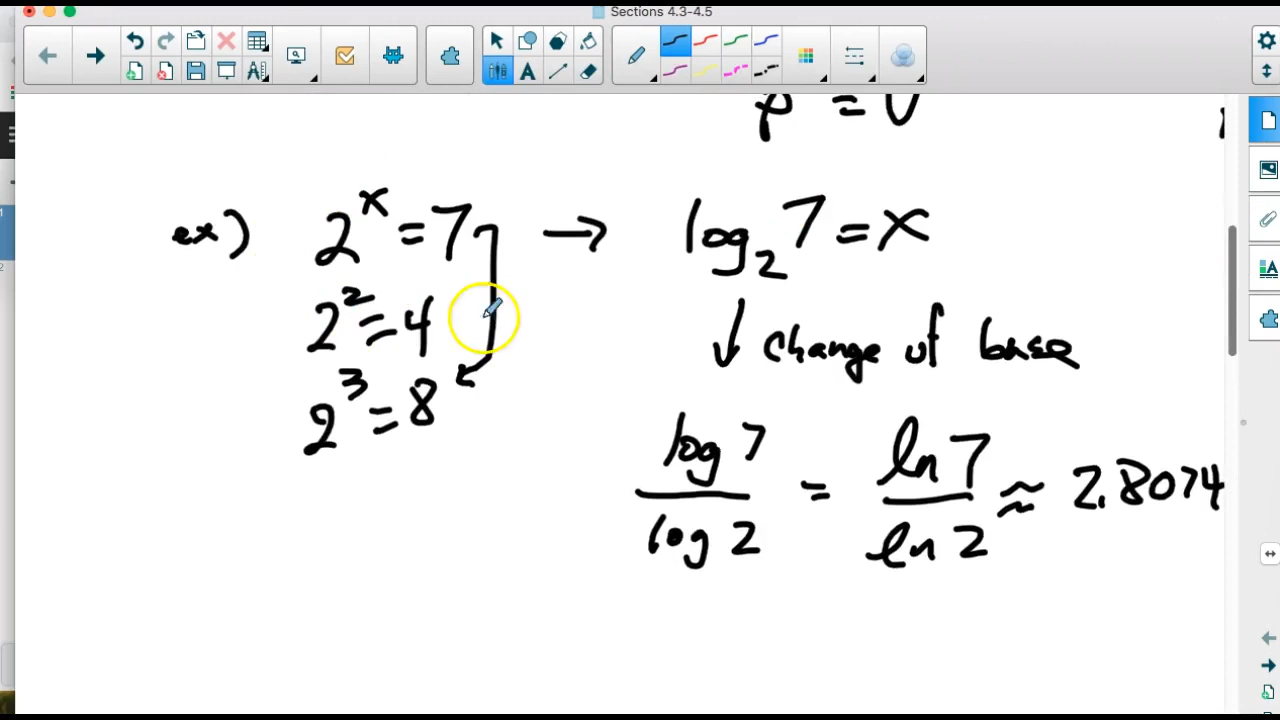 Sections 4.3-4.5
p = 0
ex) 2^x = 7 → log_2 7 = x
2^2 = 4
↓ change of base
2^3 = 8
log 7 / log 2 = ln 7 / ln 2 ≈ 2.8074